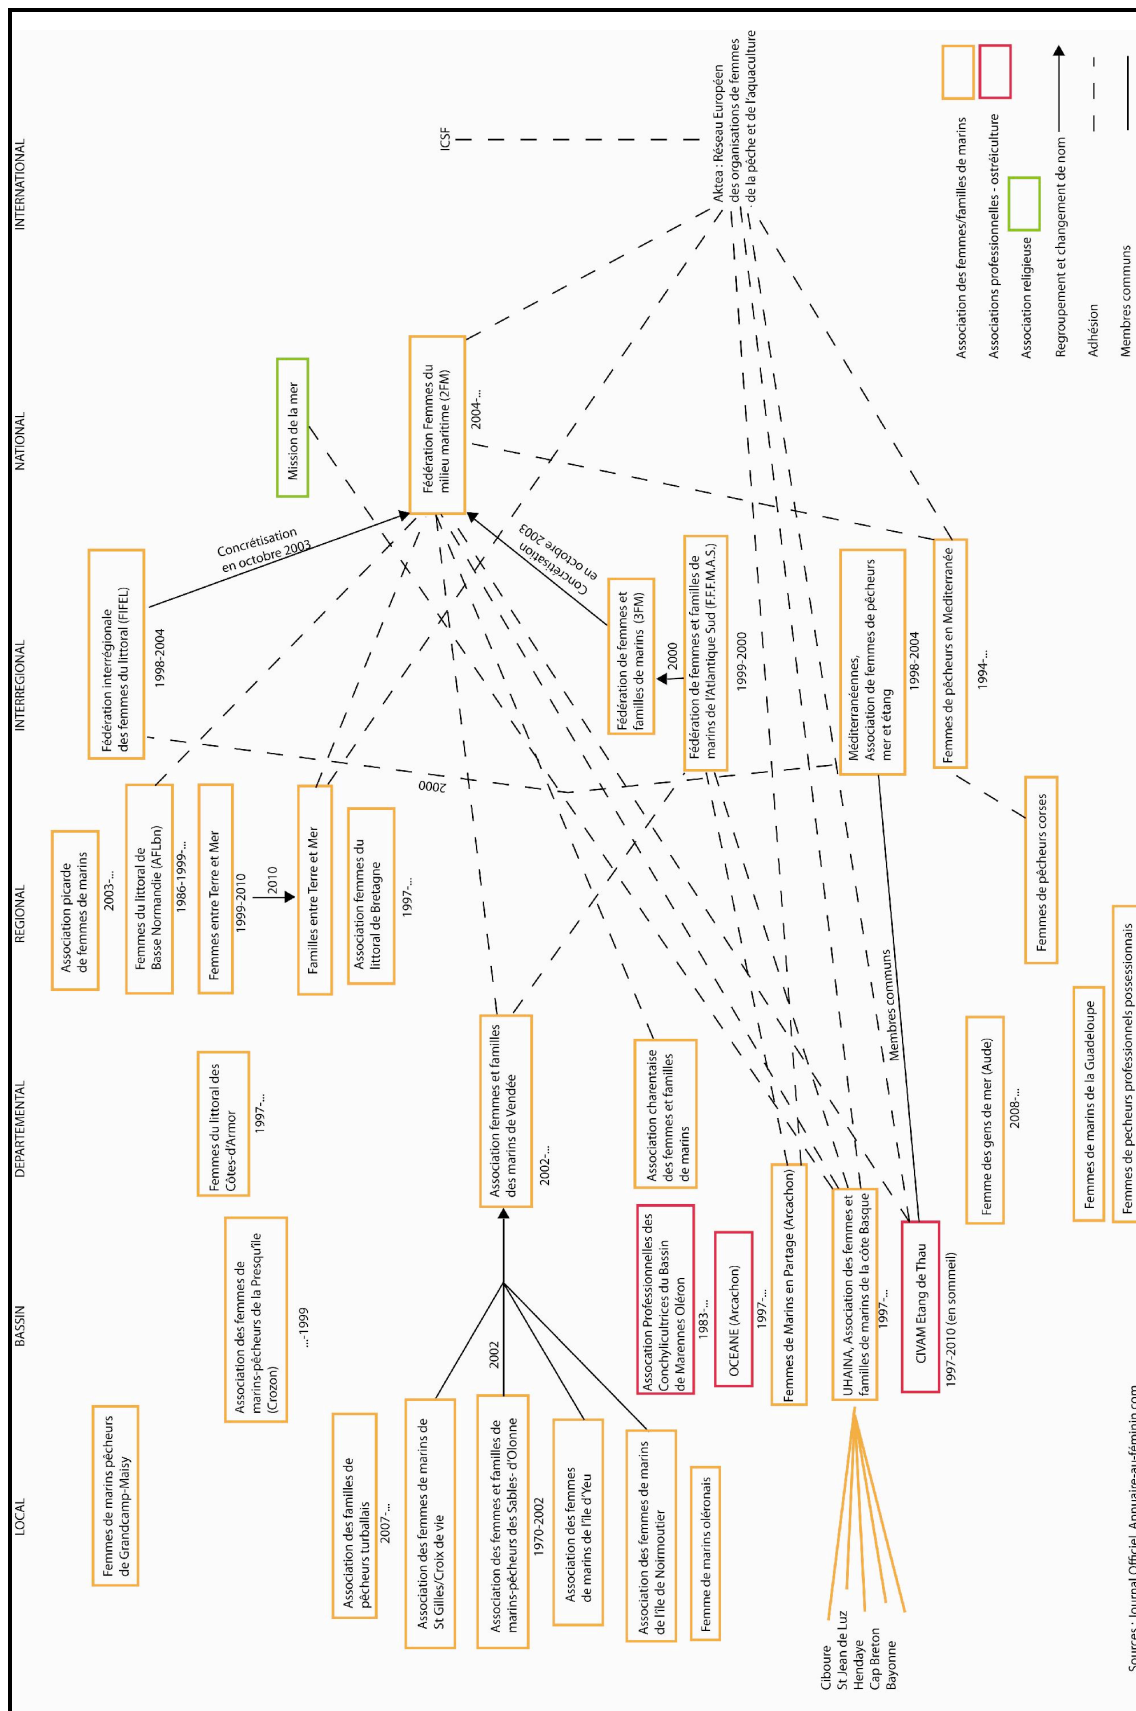 LOCAL
BASSIN
DEPARTEMENTAL
REGIONAL
INTERREGIONAL
NATIONAL
INTERNATIONAL
Femmes de marins pêcheurs
de Grandcamp-Maisy
Association des familles de
pêcheurs turballais
2007-...
Association des femmes de marins de
St Gilles/Croix de vie
Association des femmes et familles de
marins-pêcheurs des Sables- d'Olonne
1970-2002
Association des femmes
de marins de l'île d'Yeu
Association des femmes de marins
de l'île de Noirmoutier
Femme de marins oléronais
Ciboure
St Jean de Luz
Hendaye
Cap Breton
Bayonne
Association des femmes de
marins-pêcheurs de la Presqu'île
(Crozon)
...-1999
2002
Assocation Professionnelles des
Conchylicultrices du Bassin
de Marennes Oléron
1983-...
OCEANE (Arcachon)
1997-...
Femmes de Marins en Partage (Arcachon)
UHAINA, Association des femmes et
familles de marins de la côte Basque
1997-...
CIVAM Etang de Thau
1997-2010 (en sommeil)
Femmes du littoral des
Côtes-d'Armor
1997-...
Association femmes et familles
des marins de Vendée
2002-...
Association charentaise
des femmes et familles
de marins
Femme des gens de mer (Aude)
2008-...
Femmes de marins de la Guadeloupe
Femmes de pecheurs professionnels possessionnais
Membres communs
Association picarde
de femmes de marins
2003-...
Femmes du littoral de
Basse Normandie (AFLbn)
1986-1999-...
Femmes entre Terre et Mer
1999-2010
2010
Familles entre Terre et Mer
Association femmes du
littoral de Bretagne
1997-...
Femmes de pêcheurs corses
Fédération interrégionale
des femmes du littoral (FIFEL)
1998-2004
2000
Fédération de femmes et
familles de marins (3FM)
2000
Fédération de femmes et familles de
marins de l'Atlantique Sud (F.F.F.M.A.S.)
1999-2000
Méditerranéennes,
Association de femmes de pêcheurs
mer et étang
1998-2004
Femmes de pêcheurs en Mediterranée
1994-...
Concrétisation
en octobre 2003
Concrétisation
en octobre 2003
Mission de la mer
Fédération Femmes du
milieu maritime (2FM)
2004-...
ICSF
Aktea : Réseau Européen
des organisations de femmes
de la pêche et de l'aquaculture
Association des femmes/familles de marins
Associations professionnelles - ostréiculture
Association religieuse
Regroupement et changement de nom
Adhésion
Membres communs
Sources : Journal Officiel, Annuaire-au-féminin.com